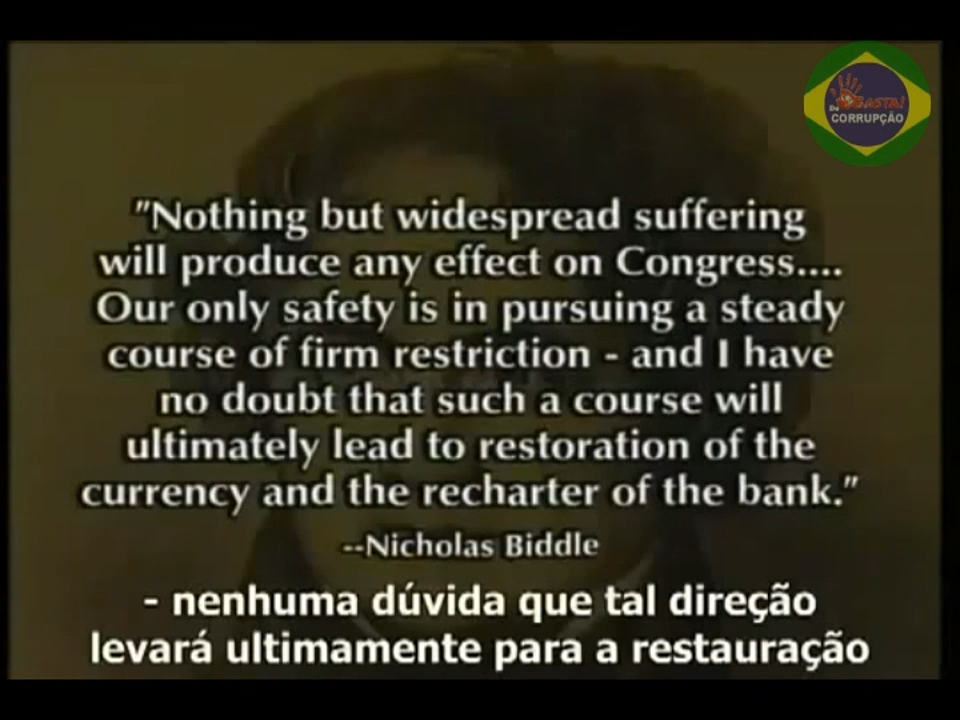 De BASTA!
CORRUPÇÃO
"Nothing but widespread suffering
will produce any effect on Congress....
Our only safety is in pursuing a steady
course of firm restriction - and I have
no doubt that such a course will
ultimately lead to restoration of the
currency and the recharter of the bank."
--Nicholas Biddle
- nenhuma dúvida que tal direção
levará ultimamente para a restauração